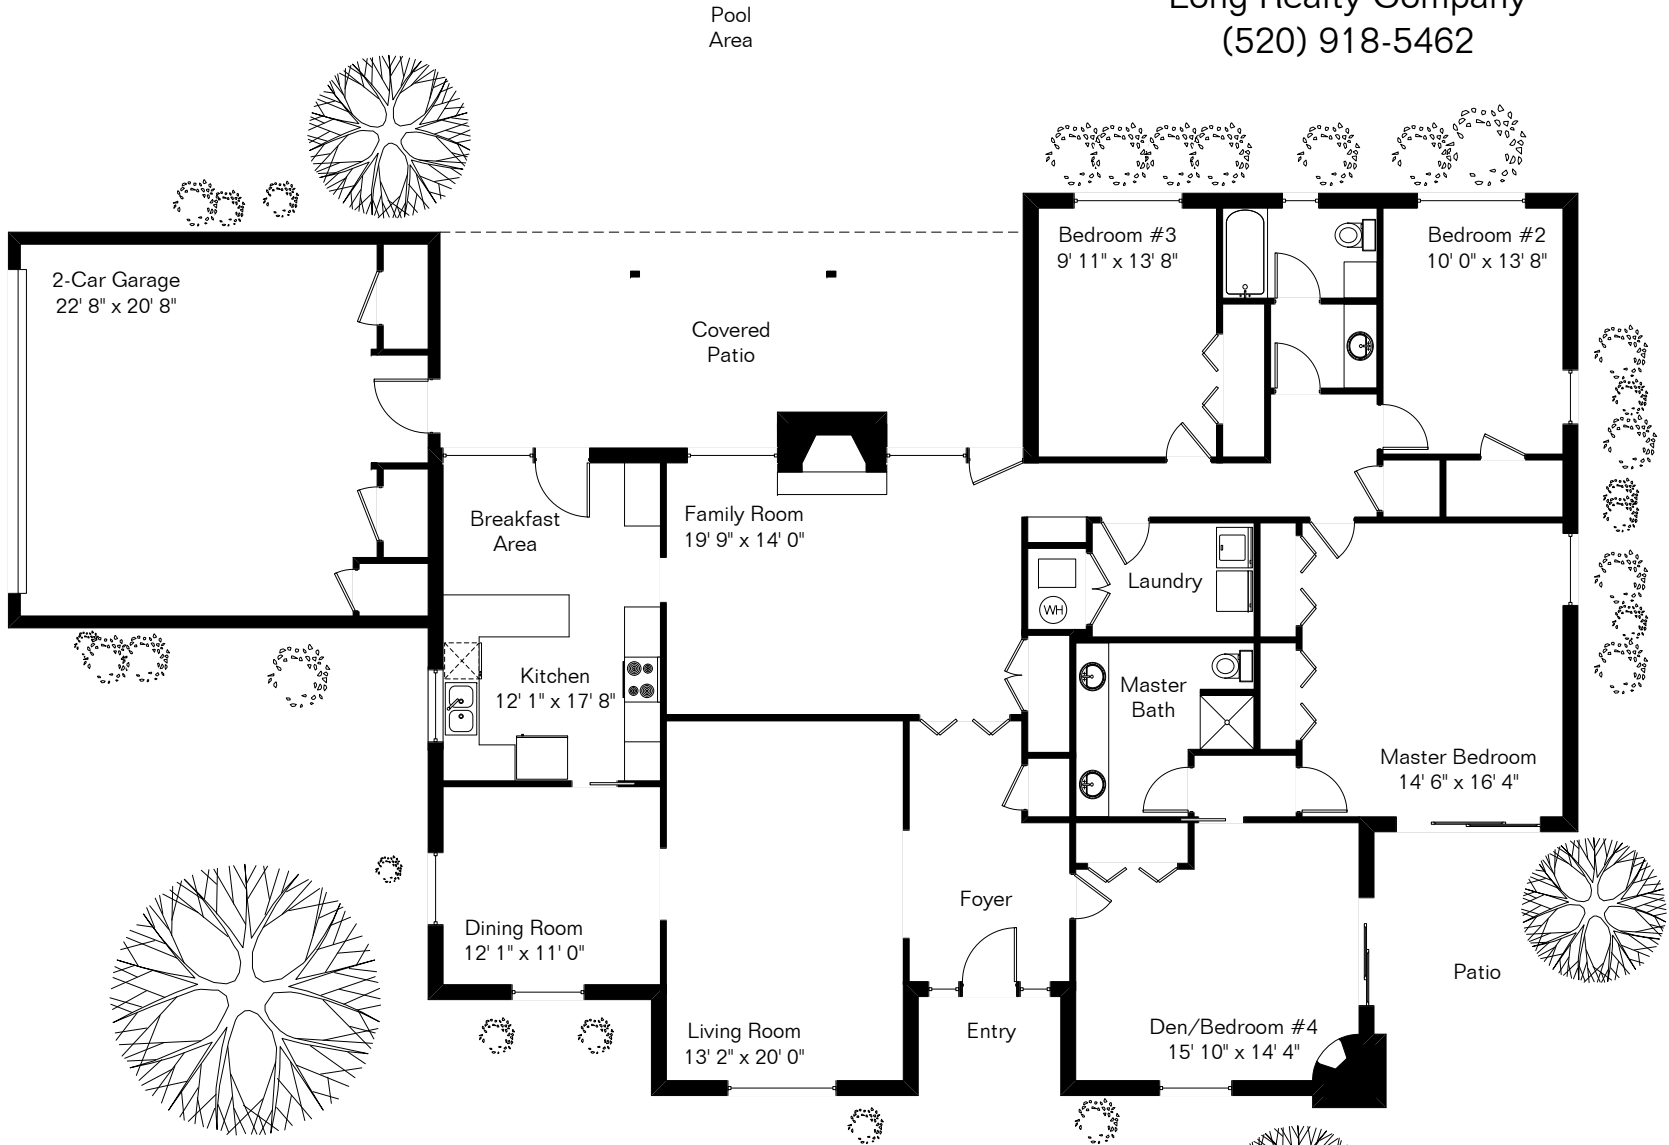 Pool
Area
Long Realty Company
(520) 918-5462
2-Car Garage
22' 8" x 20' 8"
Covered
Patio
Bedroom #3
9' 11" x 13' 8"
Bedroom #2
10' 0" x 13' 8"
Breakfast
Area
Family Room
19' 9" x 14' 0"
Laundry
WH
Kitchen
12' 1" x 17' 8"
Master
Bath
Master Bedroom
14' 6" x 16' 4"
Foyer
Dining Room
12' 1" x 11' 0"
Patio
Living Room
13' 2" x 20' 0"
Entry
Den/Bedroom #4
15' 10" x 14' 4"